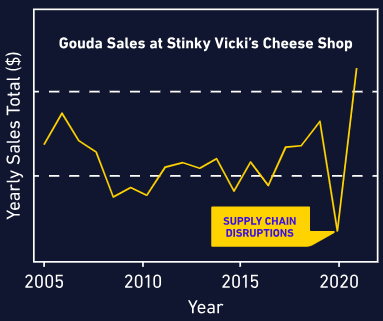 Gouda Sales at Stinky Vicki's Cheese Shop
Yearly Sales Total ($)
SUPPLY CHAIN
DISRUPTIONS
2005
2010
2015
2020
Year